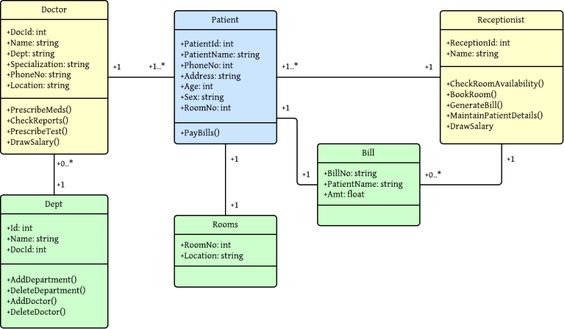 Doctor
+DocId: int
+Name: string
+Dept: string
+Specialization: string
+PhoneNo: string
+Location: string
+PrescribeMeds()
+CheckReports()
+PrescribeTest()
+DrawSalary()
+1
+1..*
Patient
+PatientId: int
+PatientName: string
+PhoneNo: int
+Address: string
+Age: int
+Sex: string
+RoomNo: int
+PayBills()
+1..*
+1
Receptionist
+ReceptionId: int
+Name: string
+CheckRoomAvailability()
+BookRoom()
+GenerateBill()
+MaintainPatientDetails()
+DrawSalary
+0..*
+1
Dept
+Id: int
+Name: string
+DocId: int
+AddDepartment()
+DeleteDepartment()
+AddDoctor()
+DeleteDoctor()
+1
+1
Rooms
+RoomNo: int
+Location: string
+1
+1
Bill
+BillNo: string
+PatientName: string
+Amt: float
+0..*
+1